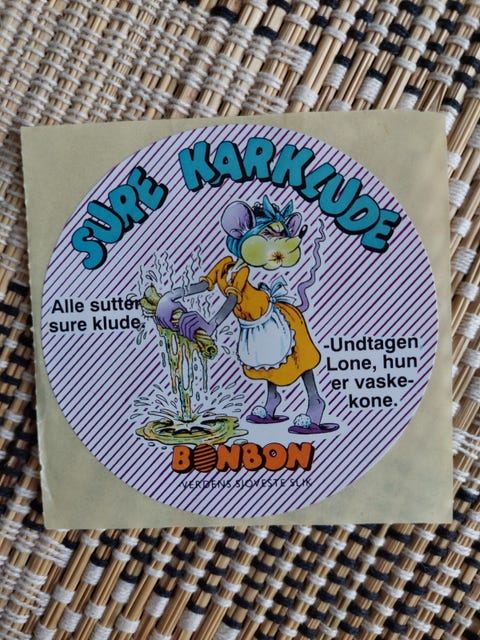 SURE KARKLUDE
Alle sutter
sure klude.
-Undtagen
Lone, hun
er vaske-
kone.
BONBON
VERDENS SJOVESTE SLIK